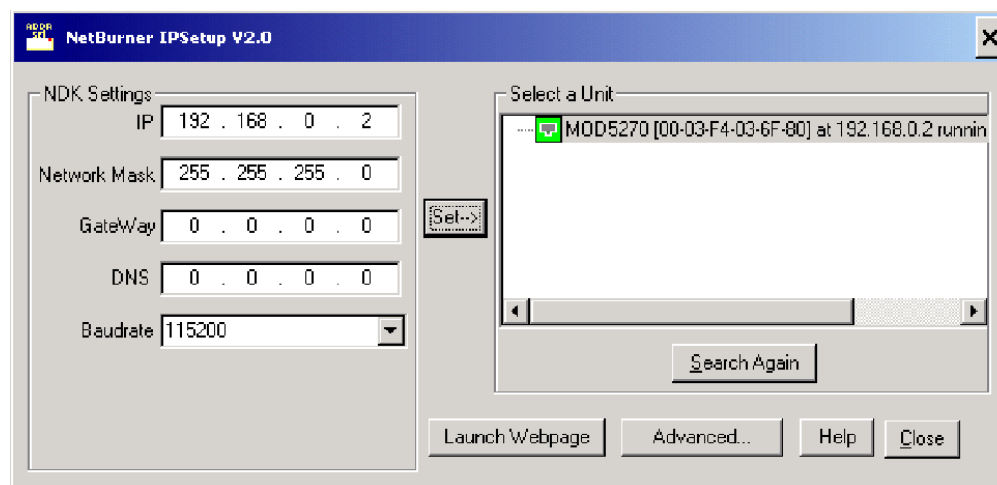 ADDR
Set.
NetBurner IPSetup V2.0
NDK Settings
IP 192 . 168 . 0 . 2
Network Mask 255 . 255 . 255 . 0
GateWay 0 . 0 . 0 . 0
DNS 0 . 0 . 0 . 0
Baudrate 115200
Set-->
Select a Unit
MOD5270 [00-03-F4-03-6F-80] at 192.168.0.2 runnin
Search Again
Launch Webpage
Advanced...
Help
Close